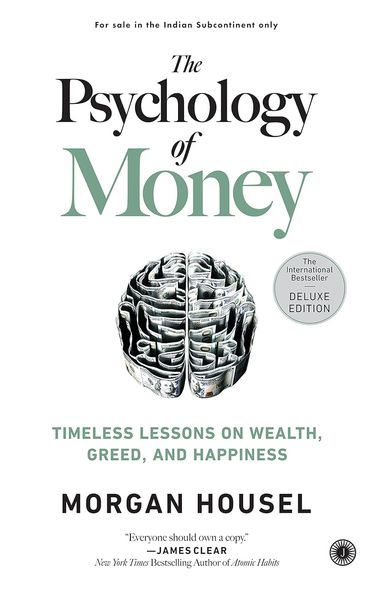 For sale in the Indian Subcontinent only
The
Psychology
of
Money
The
International
Bestseller
DELUXE
EDITION
TIMELESS LESSONS ON WEALTH,
GREED, AND HAPPINESS
MORGAN HOUSEL
“Everyone should own a copy.”
—JAMES CLEAR
New York Times Bestselling Author of Atomic Habits
J